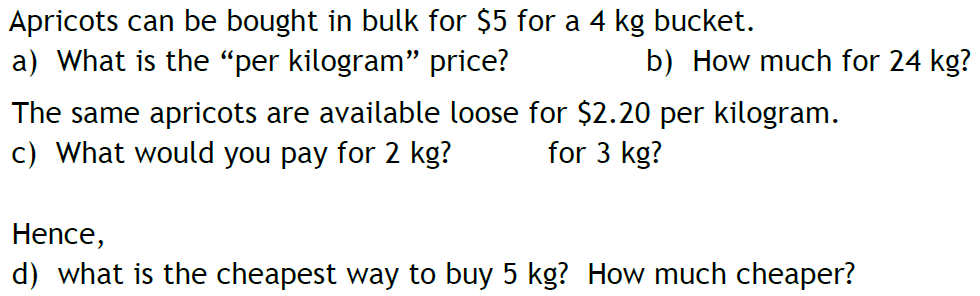 Apricots can be bought in bulk for $5 for a 4 kg bucket.
a) What is the “per kilogram” price? b) How much for 24 kg?
The same apricots are available loose for $2.20 per kilogram.
c) What would you pay for 2 kg? for 3 kg?
Hence,
d) what is the cheapest way to buy 5 kg? How much cheaper?